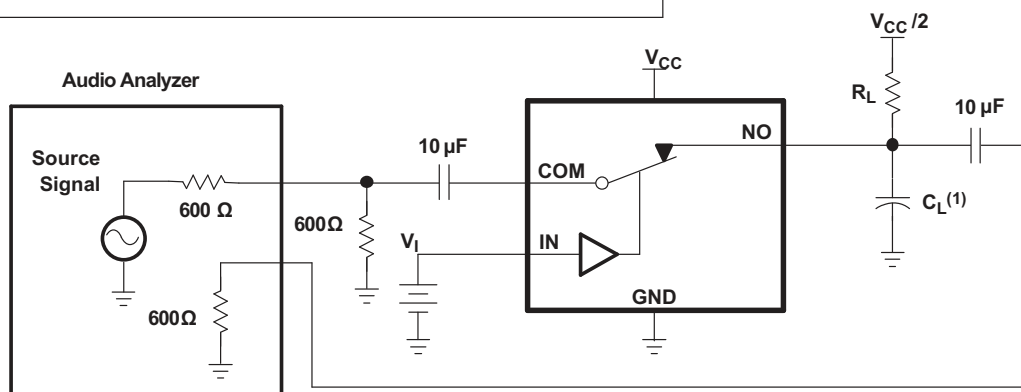 V_CC/2
V_CC
Audio Analyzer
R_L
10 µF
NO
10 µF
Source
Signal
COM
C_L(1)
600 Ω
600Ω
V_I
IN
GND
600Ω